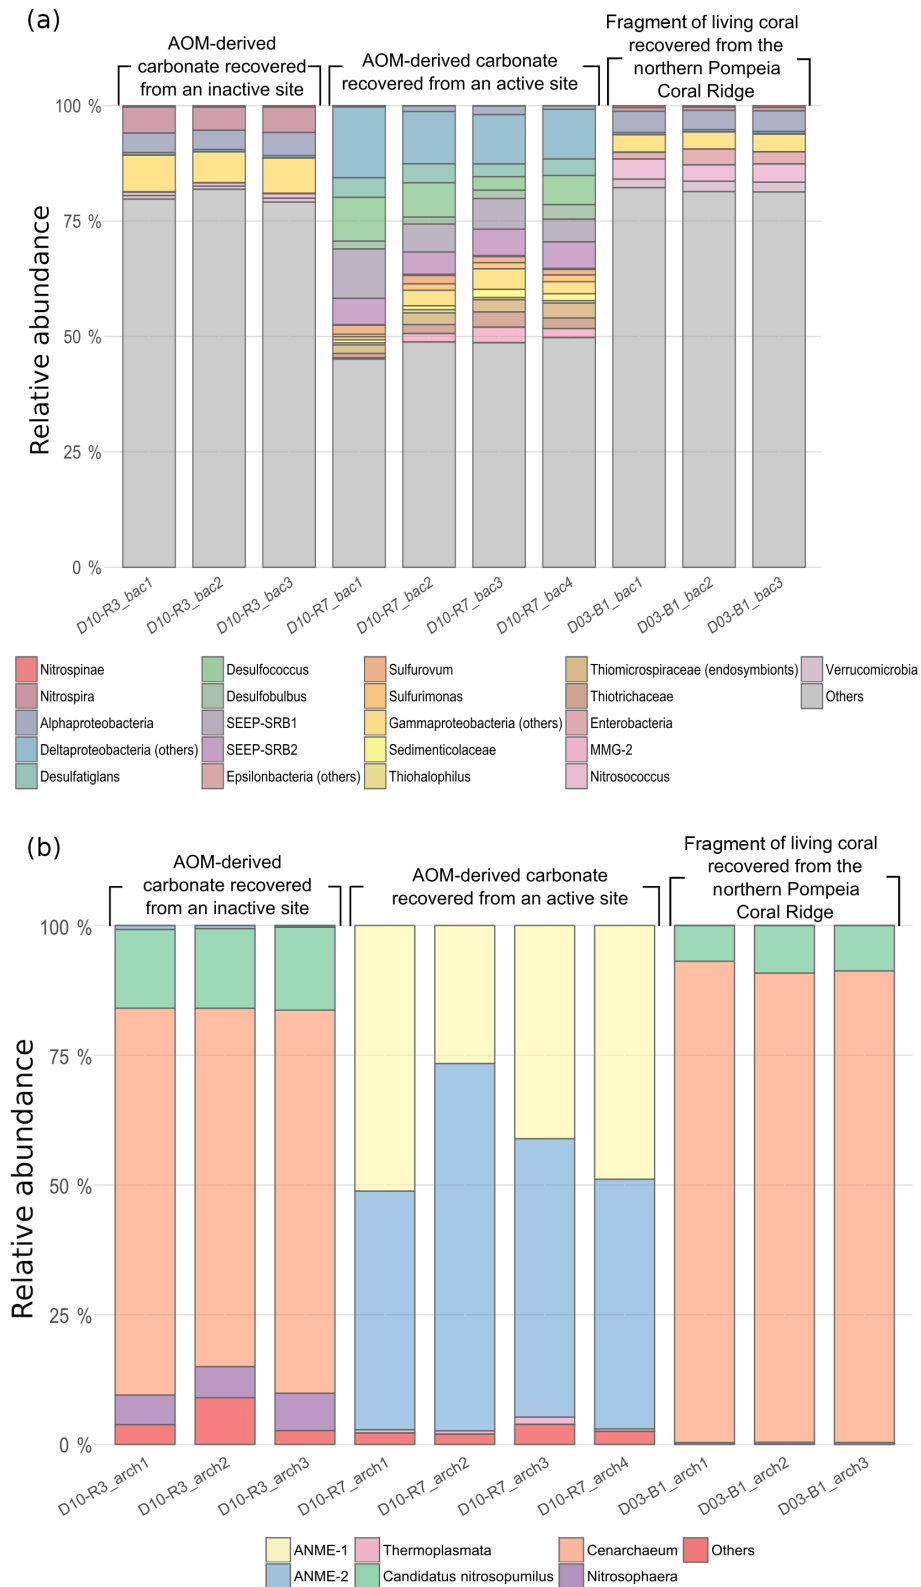 (a)
AOM-derived
carbonate recovered
from an inactive site
AOM-derived carbonate
recovered from an active site
Fragment of living coral
recovered from the
northern Pompeia
Coral Ridge
Relative abundance
100 %
75 %
50 %
25 %
0 %
D10-R3_bac1
D10-R3_bac2
D10-R3_bac3
D10-R7_bac1
D10-R7_bac2
D10-R7_bac3
D10-R7_bac4
D03-B1_bac1
D03-B1_bac2
D03-B1_bac3
Nitrospinae
Nitrospira
Alphaproteobacteria
Deltaproteobacteria (others)
Desulfatiglans
Desulfococcus
Desulfobulbus
SEEP-SRB1
SEEP-SRB2
Epsilonbacteria (others)
Sulfurovum
Sulfurimonas
Gammaproteobacteria (others)
Sedimenticolaceae
Thiohalophilus
Thiomicrospiraceae (endosymbionts)
Thiotrichaceae
Enterobacteria
MMG-2
Nitrosococcus
Verrucomicrobia
Others
(b)
AOM-derived
carbonate recovered
from an inactive site
AOM-derived carbonate
recovered from an active site
Fragment of living coral
recovered from the
northern Pompeia
Coral Ridge
Relative abundance
100 %
75 %
50 %
25 %
0 %
D10-R3_arch1
D10-R3_arch2
D10-R3_arch3
D10-R7_arch1
D10-R7_arch2
D10-R7_arch3
D10-R7_arch4
D03-B1_arch1
D03-B1_arch2
D03-B1_arch3
ANME-1
ANME-2
Thermoplasmata
Candidatus nitrosopumilus
Cenarchaeum
Nitrosophaera
Others